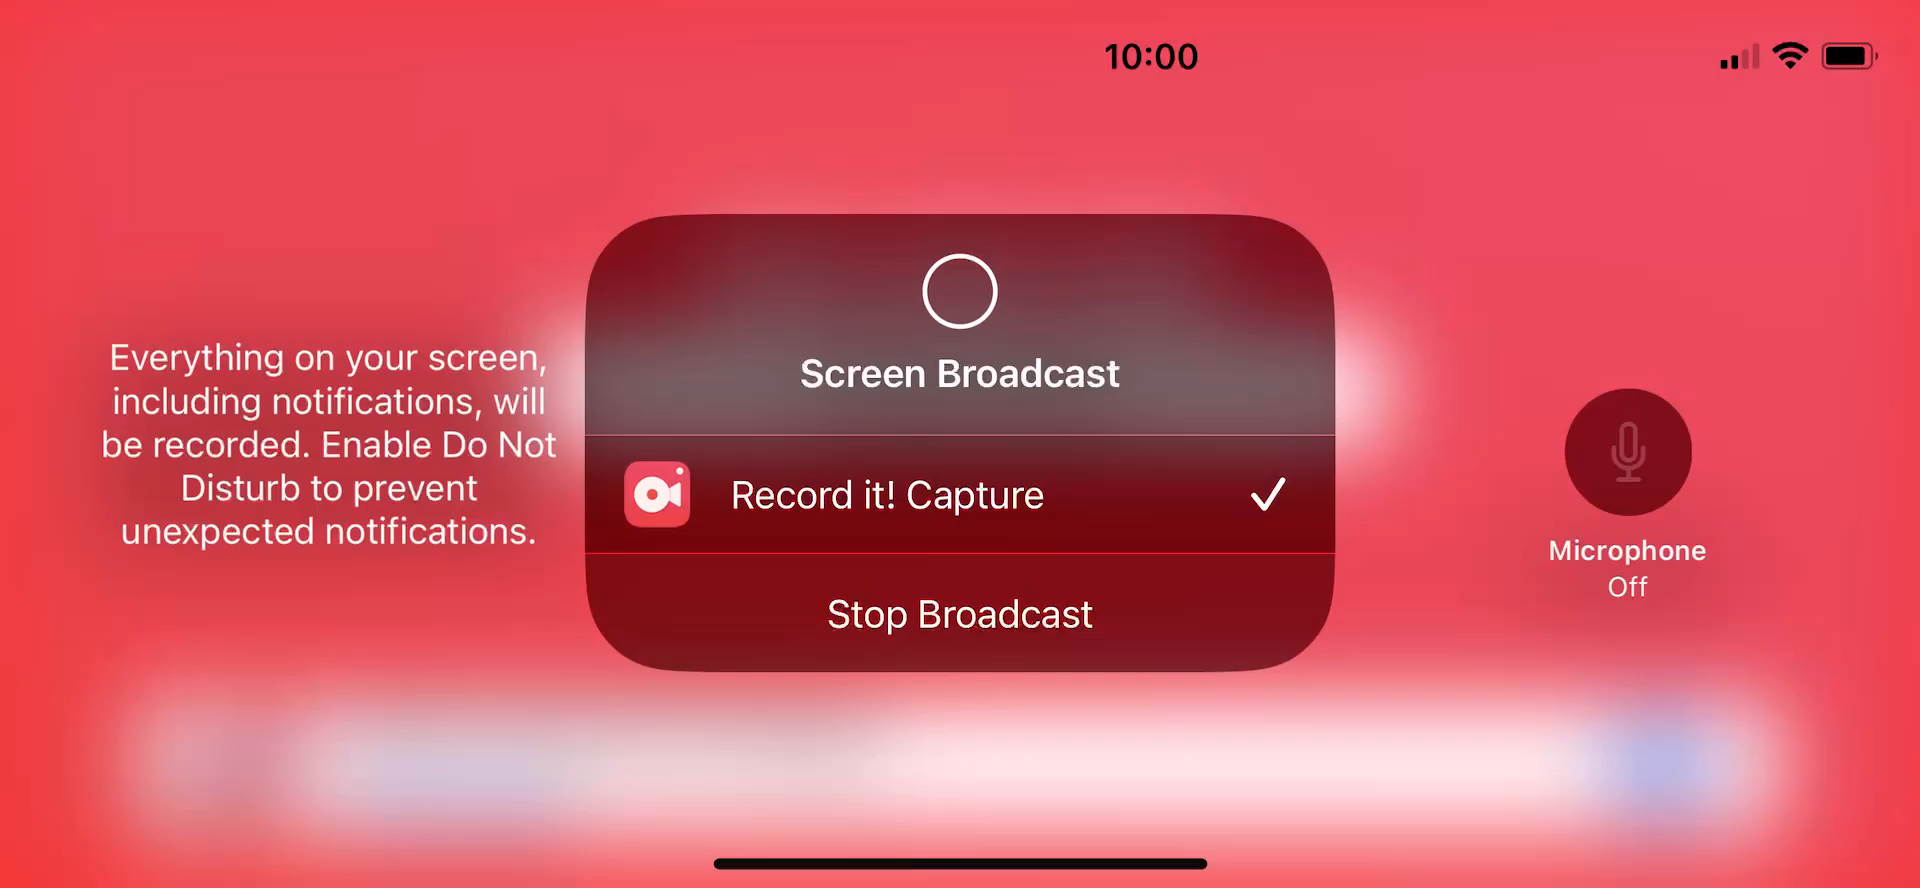 10:00
Everything on your screen,
including notifications, will
be recorded. Enable Do Not
Disturb to prevent
unexpected notifications.
Screen Broadcast
Record it! Capture
Stop Broadcast
Microphone
Off